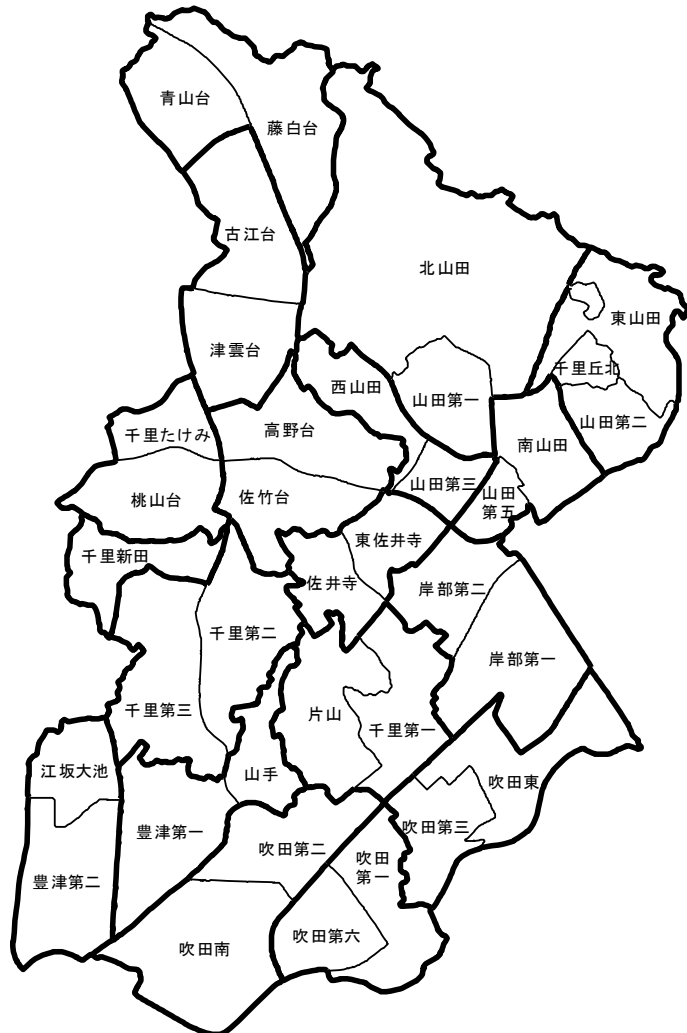 青山台
藤白台
古江台
北山田
東山田
津雲台
千里丘北
西山田
山田第一
山田第二
千里たけみ
高野台
南山田
桃山台
佐竹台
山田第三
山田
第五
千里新田
東佐井寺
佐井寺
岸部第二
千里第二
岸部第一
千里第三
片山
千里第一
江坂大池
山手
吹田東
豊津第一
吹田第三
吹田第二
吹田
第一
豊津第二
吹田南
吹田第六